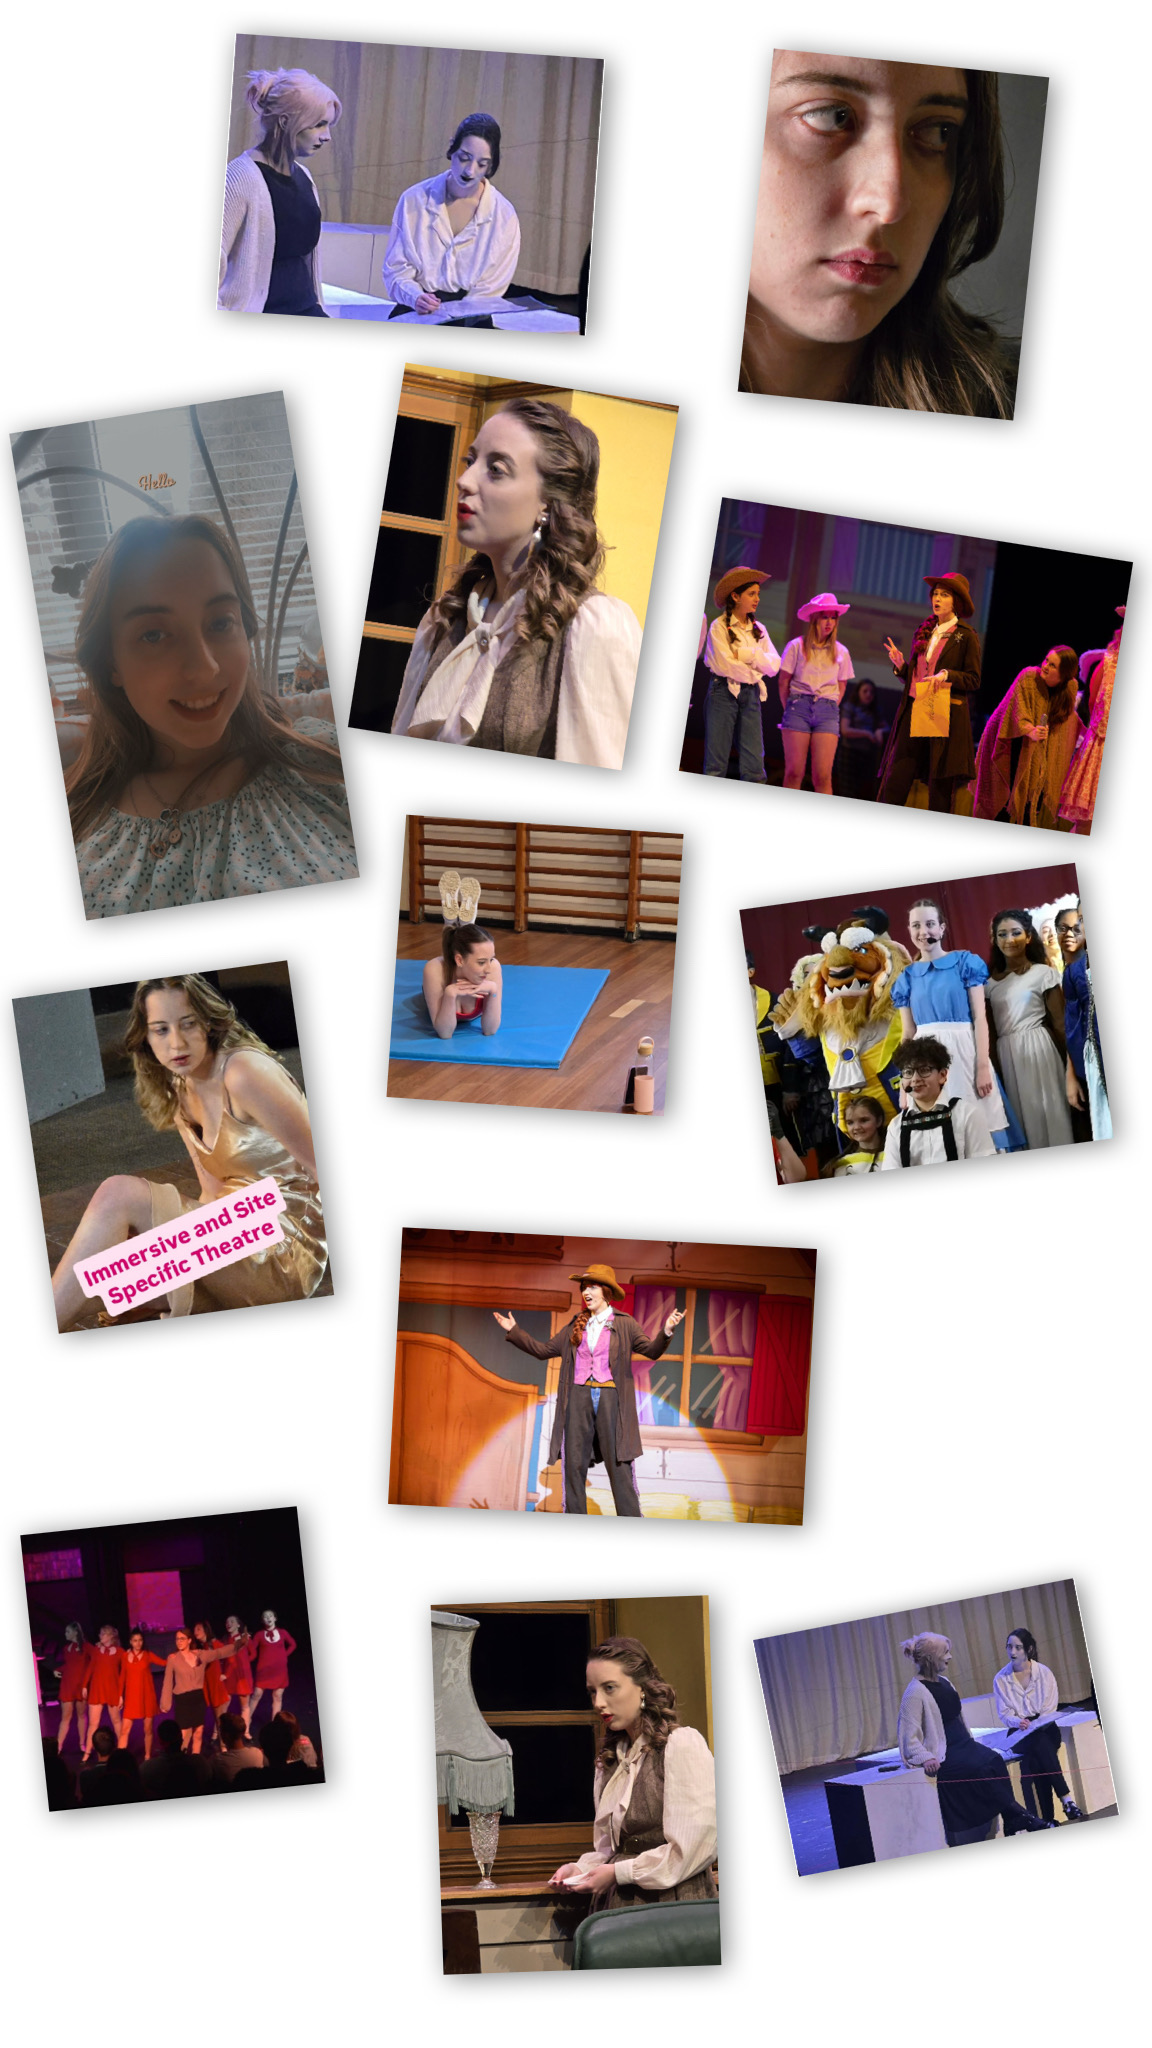 Hello
Immersive and Site
Specific Theatre